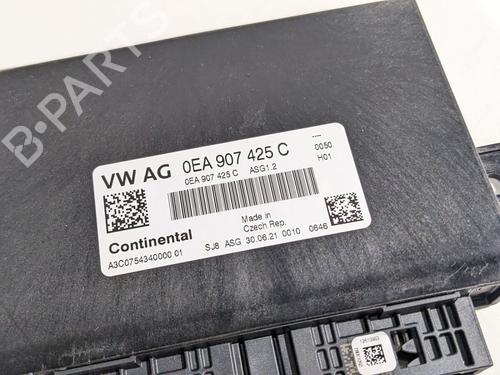 B-PARTS
----
VW AG 0EA 907 425 C 0050
0EA 907 425 C ASG1.2 H01
Made in
Czech Rep.
Continental
A3C0754340000 01 SJ8 ASG 30.06.21 0010 0646